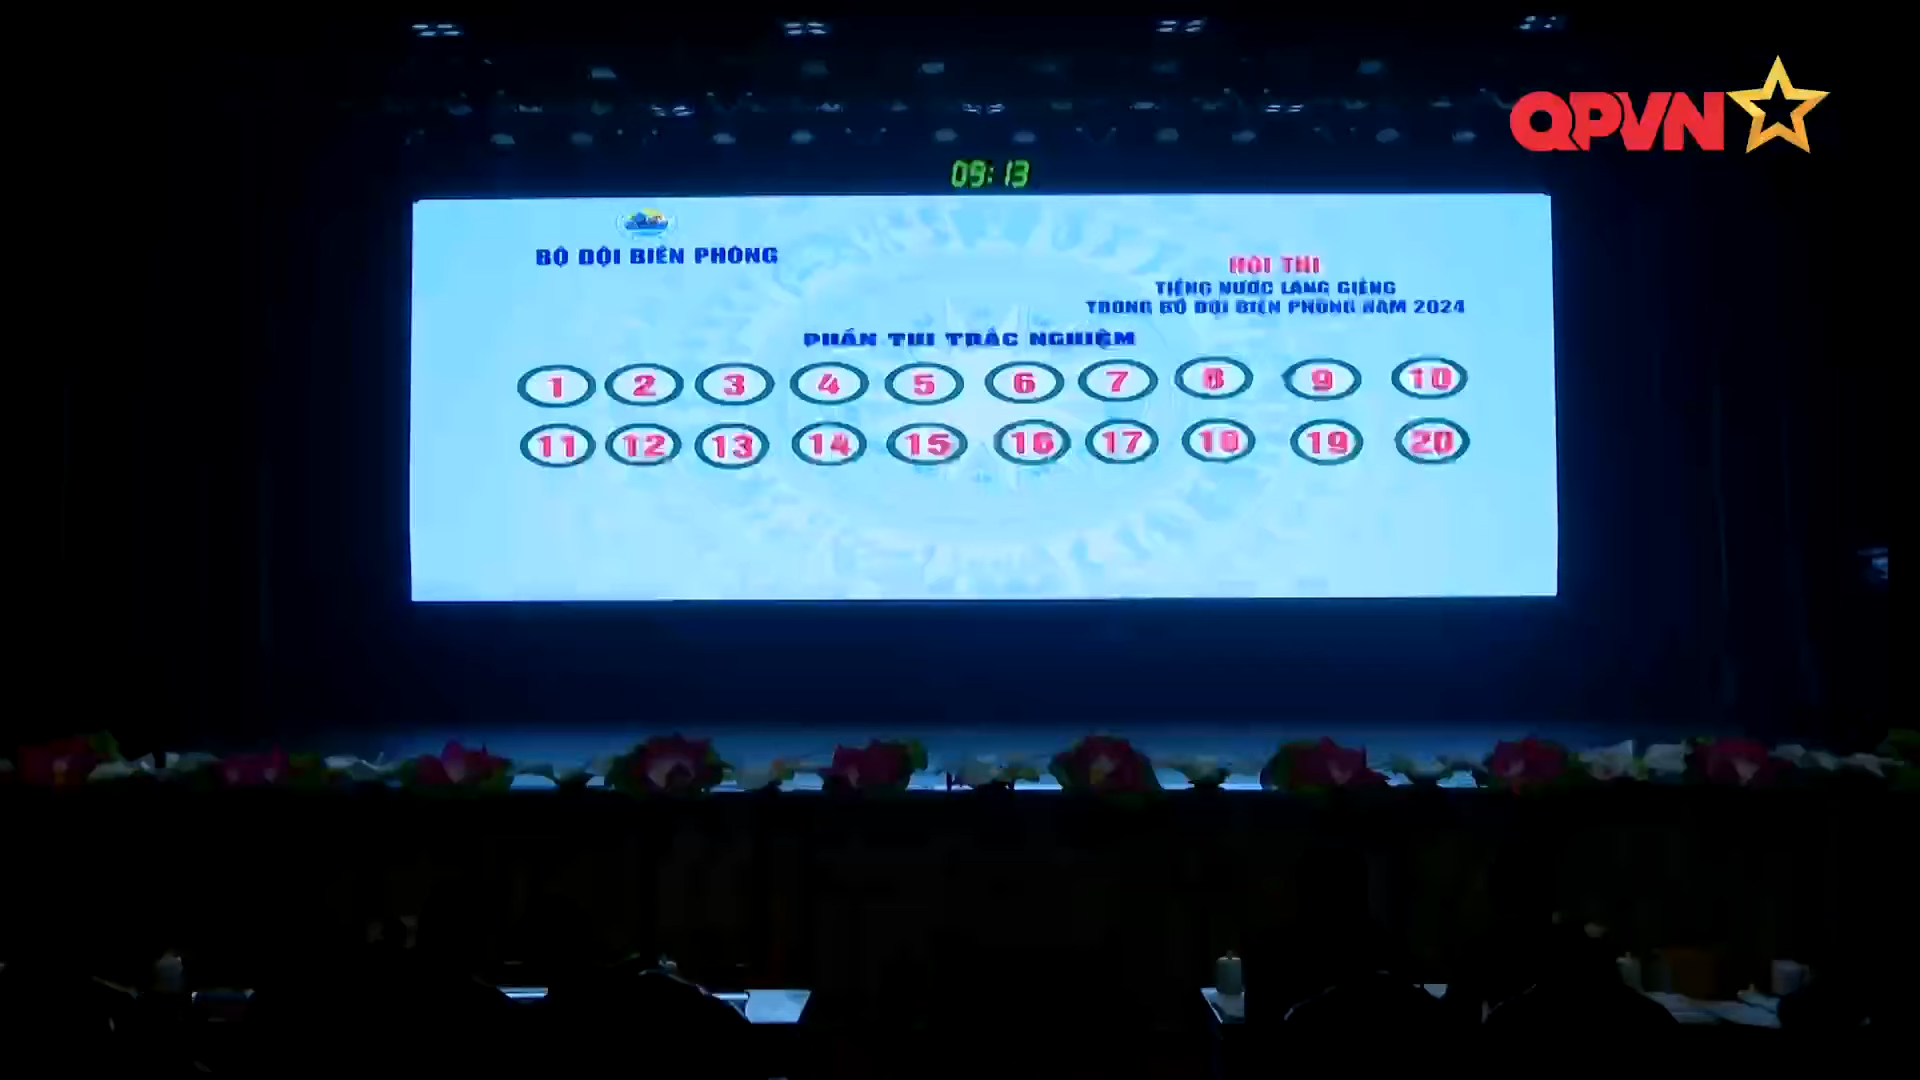 QPVN
09:13
BỘ ĐỘI BIÊN PHÒNG
HỘI THI
TIẾNG NƯỚC LÁNG GIỀNG
TRONG BỘ ĐỘI BIÊN PHÒNG NĂM 2024
PHẦN THI TRẮC NGHIỆM
1 2 3 4 5 6 7 8 9 10
11 12 13 14 15 16 17 18 19 20